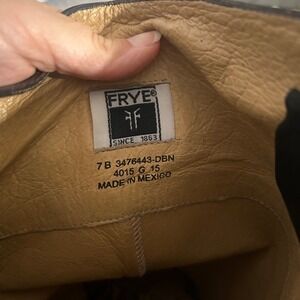 FRYE®
SINCE 1863
7 B 3476443-DBN
4015 G 15
MADE IN MEXICO